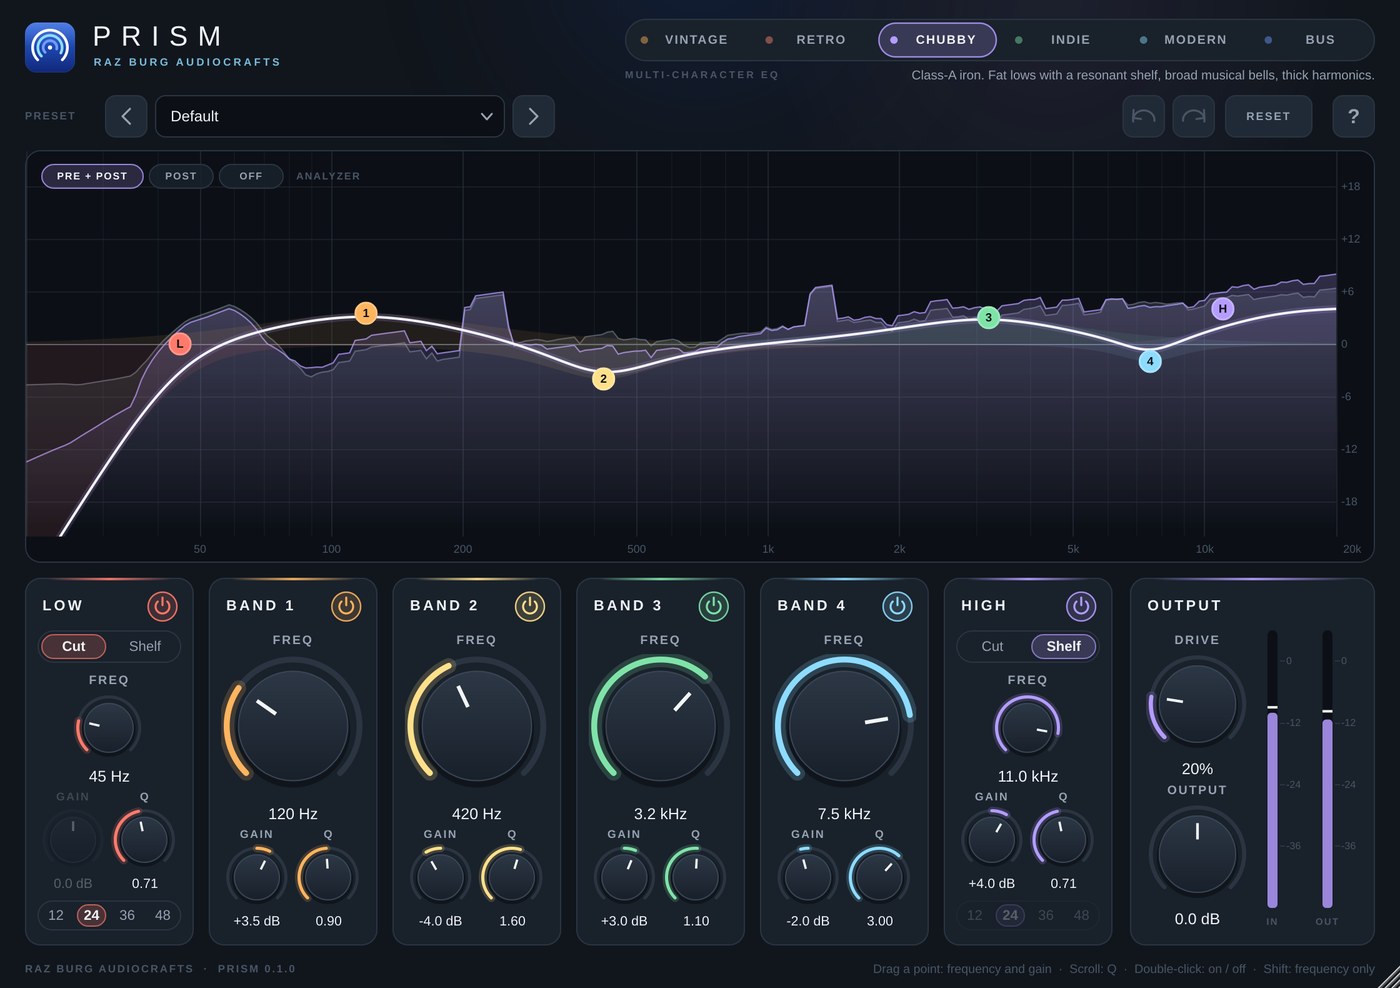 PRISM
RAZ BURG AUDIOCRAFTS
VINTAGE RETRO CHUBBY INDIE MODERN BUS
MULTI-CHARACTER EQ
Class-A iron. Fat lows with a resonant shelf, broad musical bells, thick harmonics.
PRESET
Default
RESET
?
PRE + POST POST OFF ANALYZER
+18
+12
+6
0
-6
-12
-18
L 1 2 3 4 H
50 100 200 500 1k 2k 5k 10k 20k
LOW
Cut Shelf
FREQ
45 Hz
GAIN Q
0.0 dB 0.71
12 24 36 48
BAND 1
FREQ
120 Hz
GAIN Q
+3.5 dB 0.90
BAND 2
FREQ
420 Hz
GAIN Q
-4.0 dB 1.60
BAND 3
FREQ
3.2 kHz
GAIN Q
+3.0 dB 1.10
BAND 4
FREQ
7.5 kHz
GAIN Q
-2.0 dB 3.00
HIGH
Cut Shelf
FREQ
11.0 kHz
GAIN Q
+4.0 dB 0.71
12 24 36 48
OUTPUT
DRIVE
20%
OUTPUT
0.0 dB
0 0
-12 -12
-24 -24
-36 -36
IN OUT
RAZ BURG AUDIOCRAFTS · PRISM 0.1.0
Drag a point: frequency and gain · Scroll: Q · Double-click: on / off · Shift: frequency only